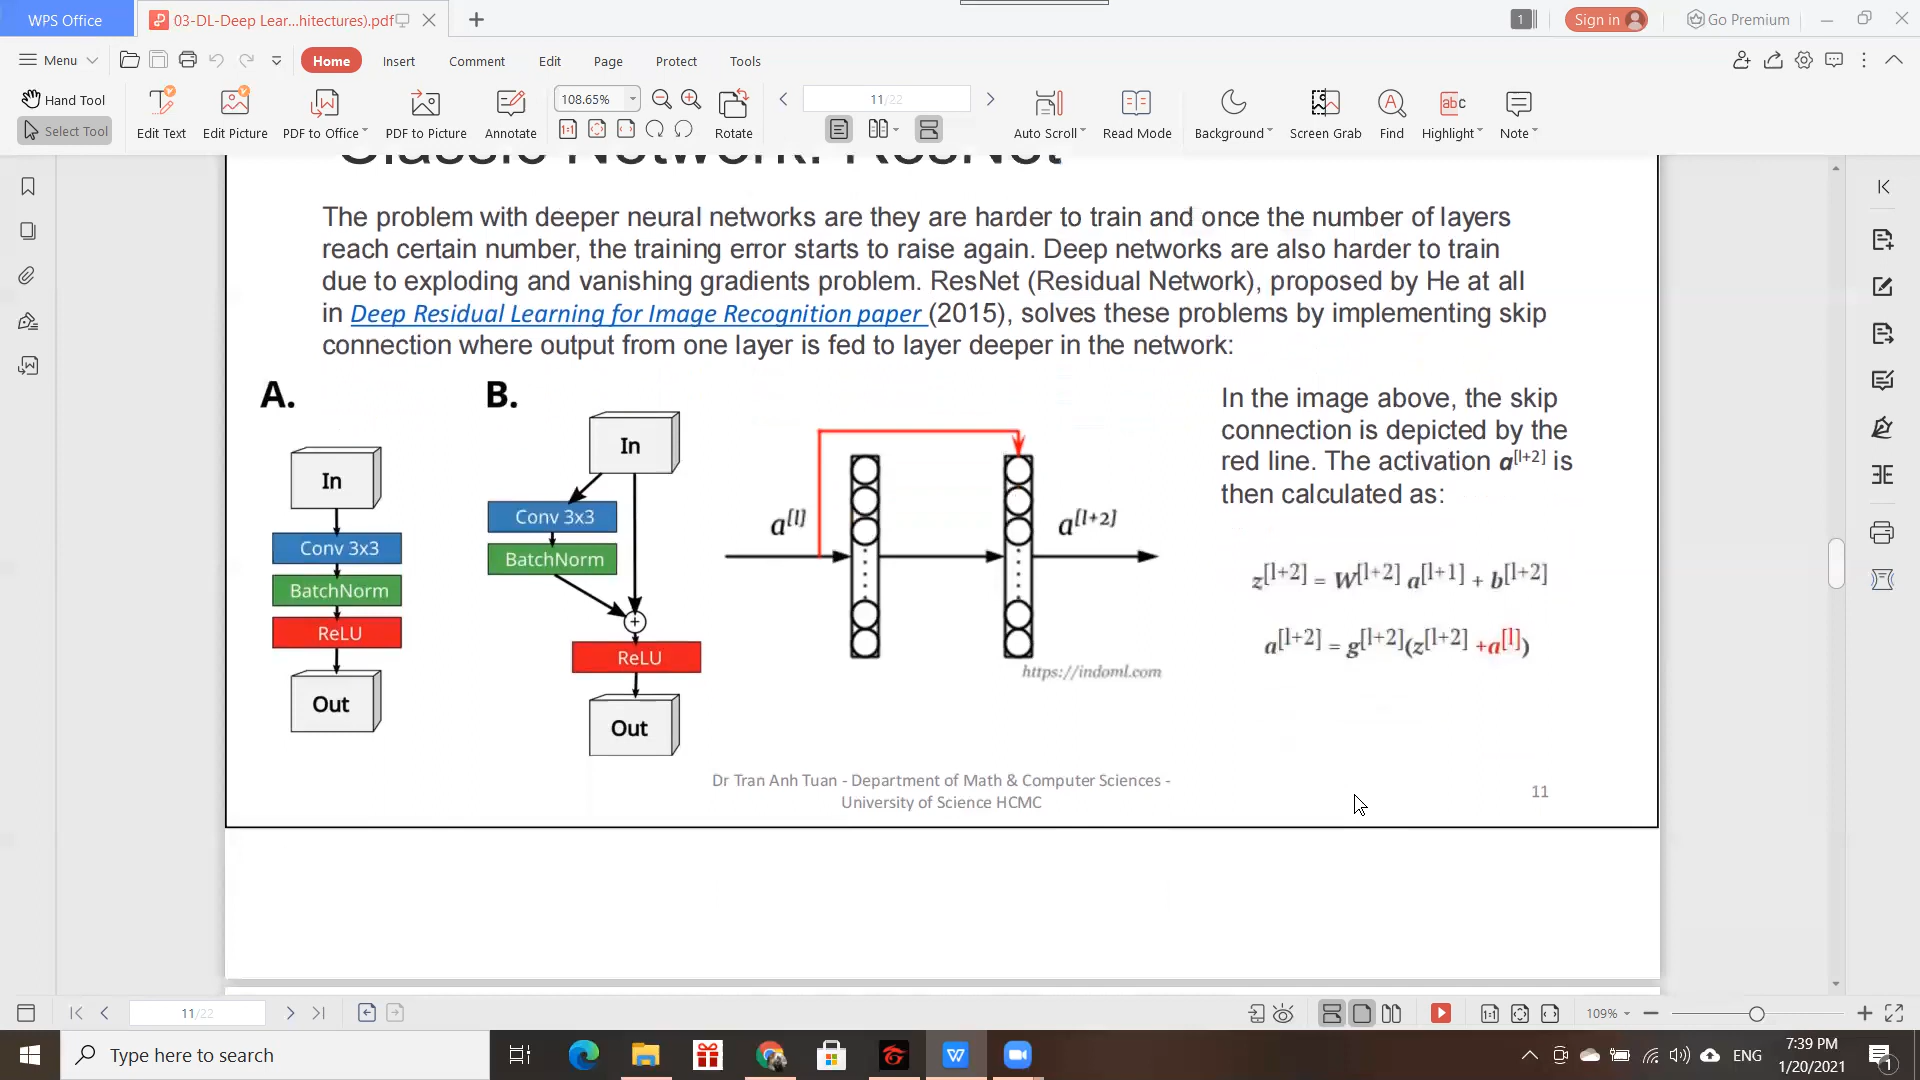 WPS Office
03-DL-Deep Lear...hitectures).pdf
1
Sign in
Go Premium
Menu
Home
Insert
Comment
Edit
Page
Protect
Tools
Hand Tool
Select Tool
Edit Text
Edit Picture
PDF to Office
PDF to Picture
Annotate
108.65%
Rotate
11/22
Auto Scroll
Read Mode
Background
Screen Grab
Find
Highlight
Note
Classic Network: ResNet
The problem with deeper neural networks are they are harder to train and once the number of layers
reach certain number, the training error starts to raise again. Deep networks are also harder to train
due to exploding and vanishing gradients problem. ResNet (Residual Network), proposed by He at all
in Deep Residual Learning for Image Recognition paper (2015), solves these problems by implementing skip
connection where output from one layer is fed to layer deeper in the network:
A.
In
Conv 3x3
BatchNorm
ReLU
Out
B.
In
Conv 3x3
BatchNorm
+
ReLU
Out
a[l]
a[l+2]
https://indoml.com
In the image above, the skip
connection is depicted by the
red line. The activation a[l+2] is
then calculated as:
z[l+2] = W[l+2] a[l+1] + b[l+2]
a[l+2] = g[l+2](z[l+2] +a[l])
Dr Tran Anh Tuan - Department of Math & Computer Sciences -
University of Science HCMC
11
11/22
109%
Type here to search
ENG
7:39 PM
1/20/2021
1